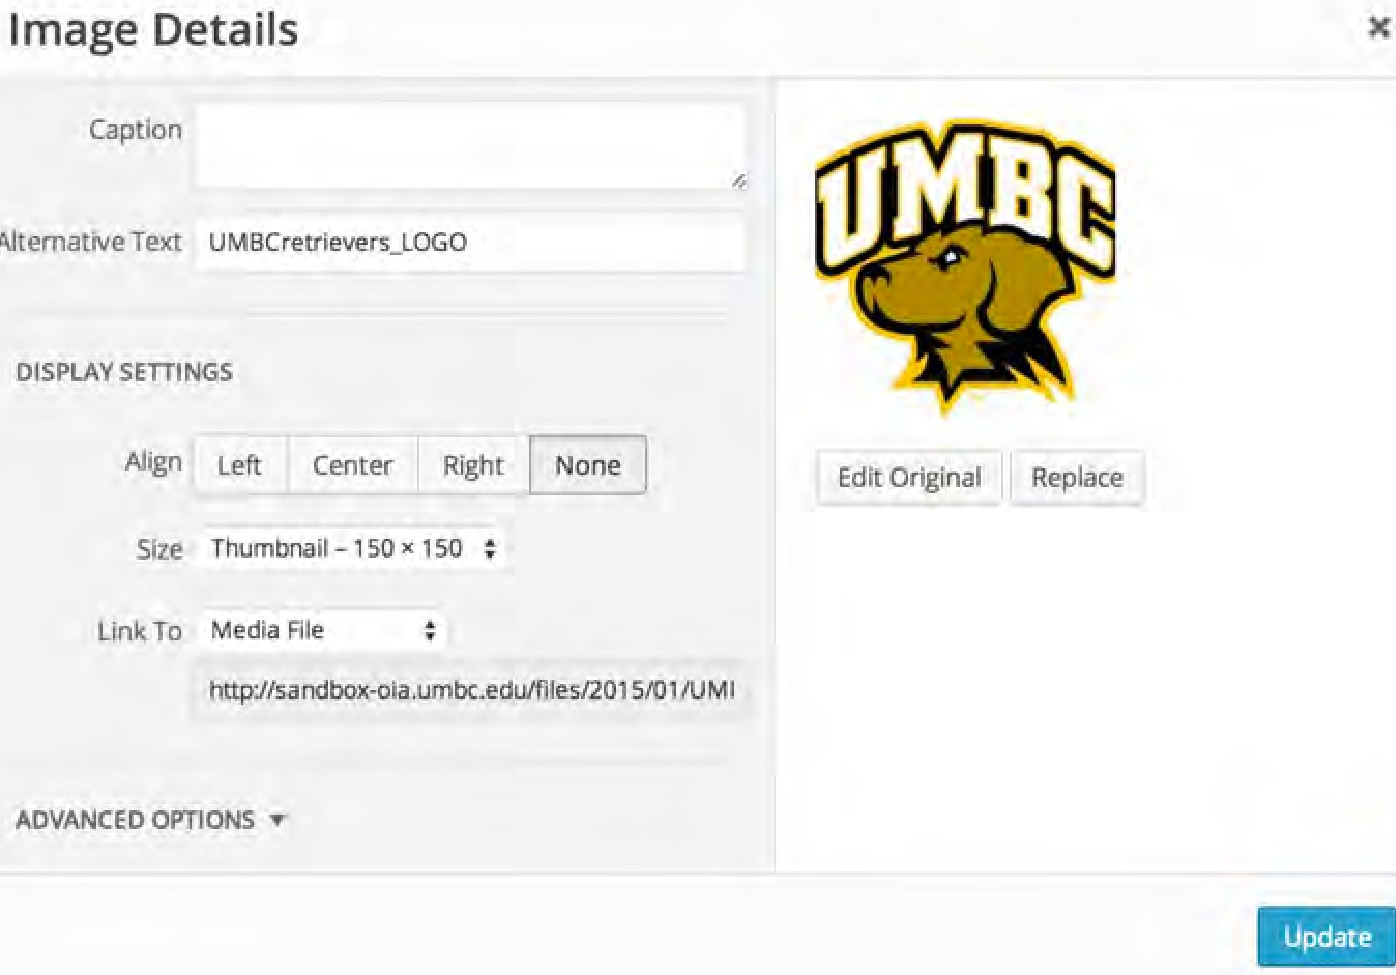 Image Details
Caption
Alternative Text UMBCretrievers_LOGO
DISPLAY SETTINGS
Align Left Center Right None
Size Thumbnail – 150 × 150
Link To Media File
http://sandbox-oia.umbc.edu/files/2015/01/UMI
ADVANCED OPTIONS
UMBC
Edit Original Replace
Update